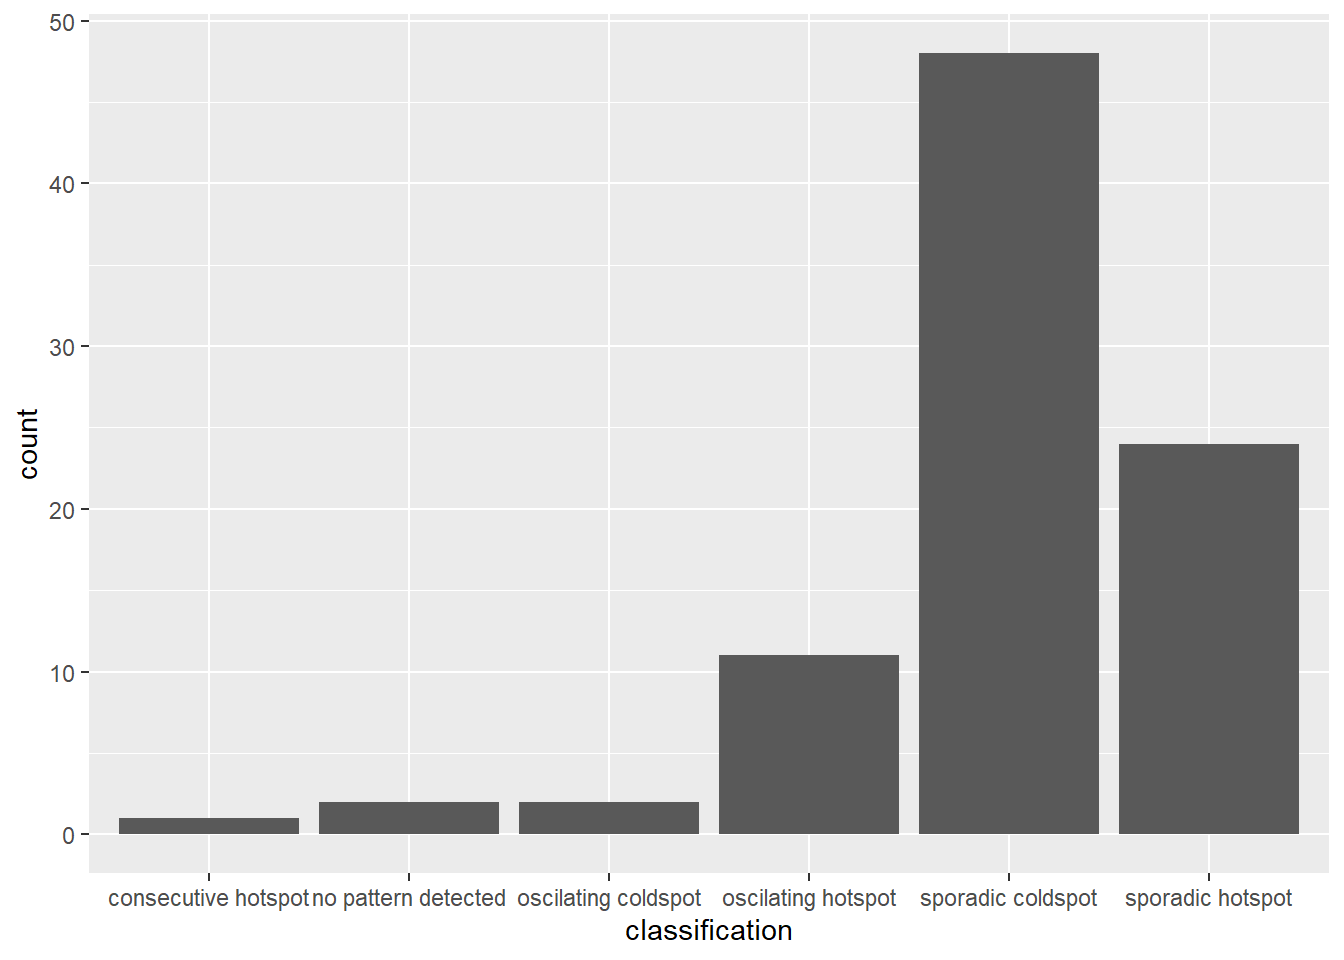 50
40
30
20
10
0
count
consecutive hotspot no pattern detected oscilating coldspot oscilating hotspot sporadic coldspot sporadic hotspot
classification